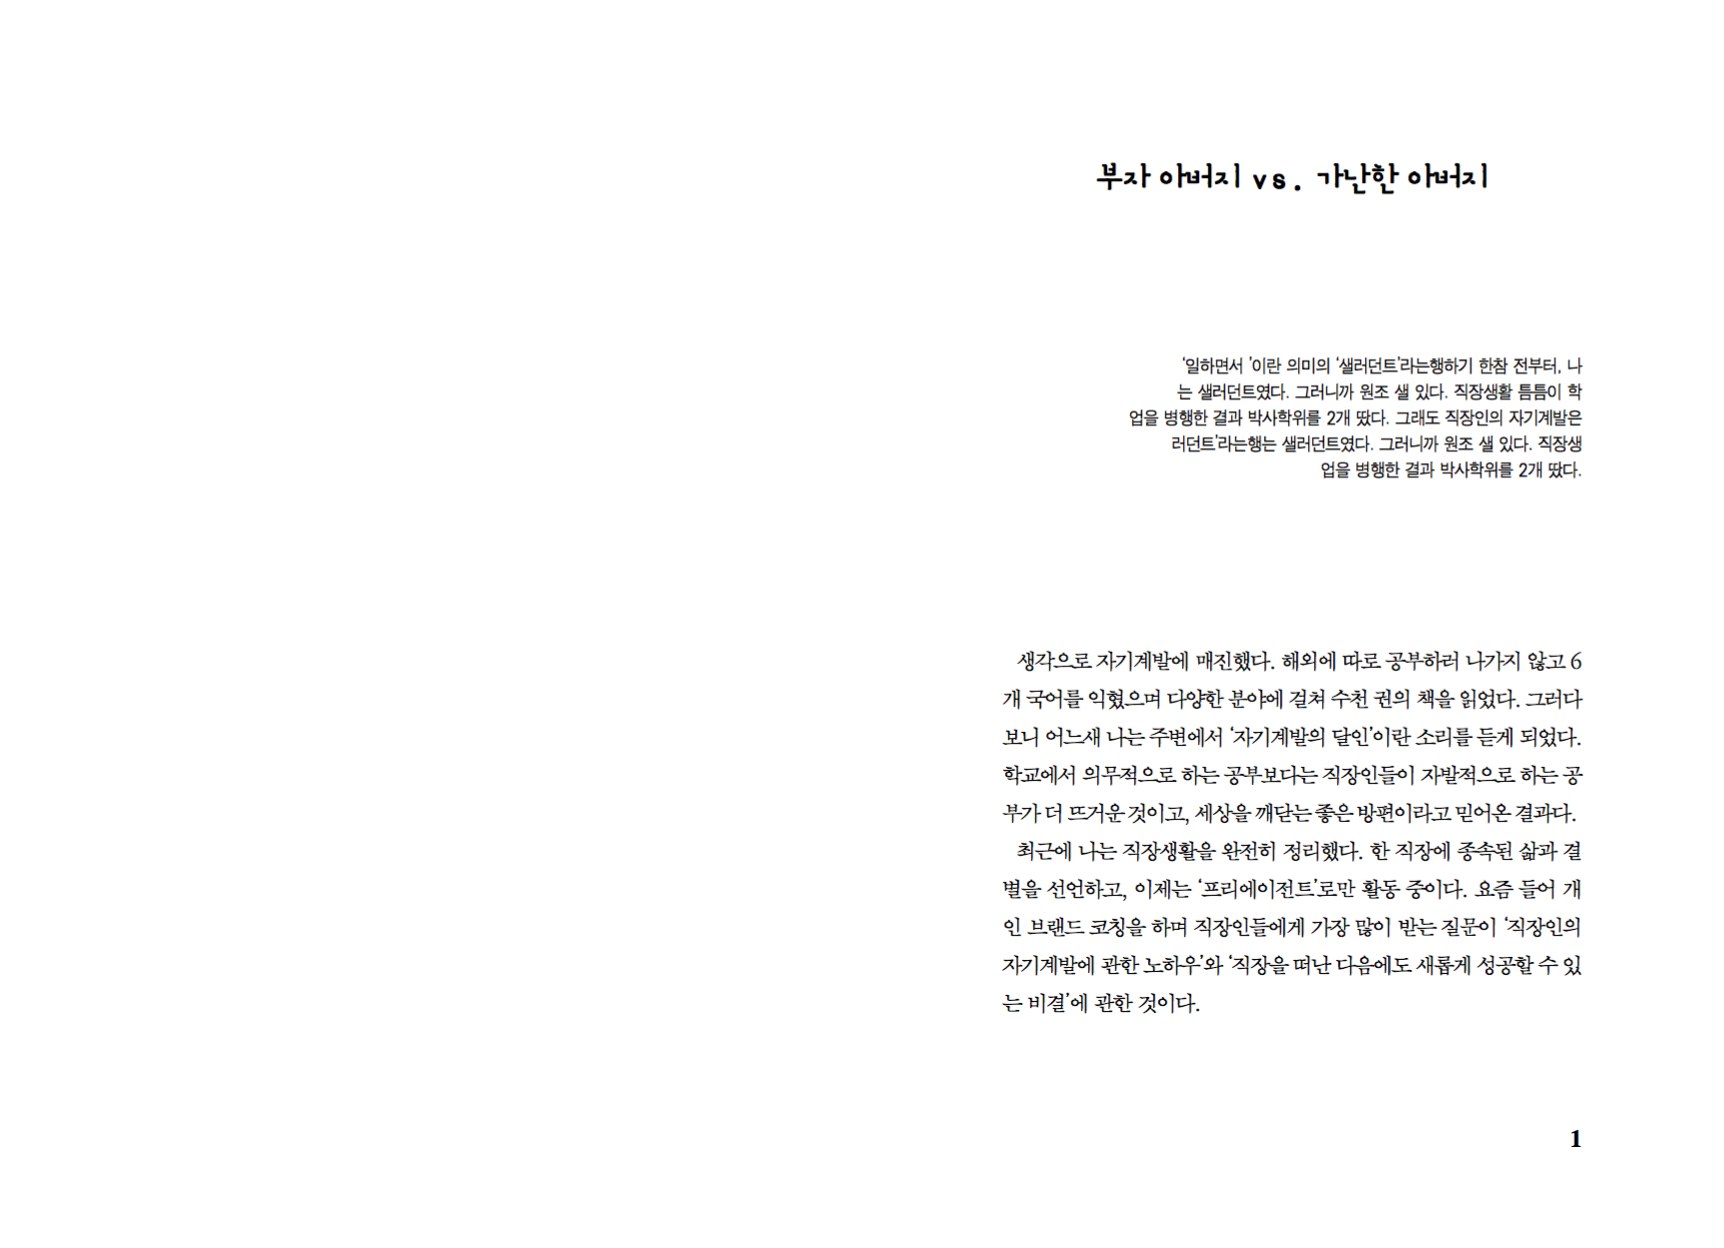 부자 아버지 vs. 가난한 아버지
‘일하면서 ’이란 의미의 ‘샐러던트’라는행하기 한참 전부터, 나
는 샐러던트였다. 그러니까 원조 샐 있다. 직장생활 틈틈이 학
업을 병행한 결과 박사학위를 2개 땄다. 그래도 직장인의 자기계발은
러던트’라는행는 샐러던트였다. 그러니까 원조 샐 있다. 직장생
업을 병행한 결과 박사학위를 2개 땄다.
생각으로 자기계발에 매진했다. 해외에 따로 공부하러 나가지 않고 6
개 국어를 익혔으며 다양한 분야에 걸쳐 수천 권의 책을 읽었다. 그러다
보니 어느새 나는 주변에서 ‘자기계발의 달인’이란 소리를 듣게 되었다.
학교에서 의무적으로 하는 공부보다는 직장인들이 자발적으로 하는 공
부가 더 뜨거운 것이고, 세상을 깨닫는 좋은 방편이라고 믿어온 결과다.
최근에 나는 직장생활을 완전히 정리했다. 한 직장에 종속된 삶과 결
별을 선언하고, 이제는 ‘프리에이전트’로만 활동 중이다. 요즘 들어 개
인 브랜드 코칭을 하며 직장인들에게 가장 많이 받는 질문이 ‘직장인의
자기계발에 관한 노하우’와 ‘직장을 떠난 다음에도 새롭게 성공할 수 있
는 비결’에 관한 것이다.
1